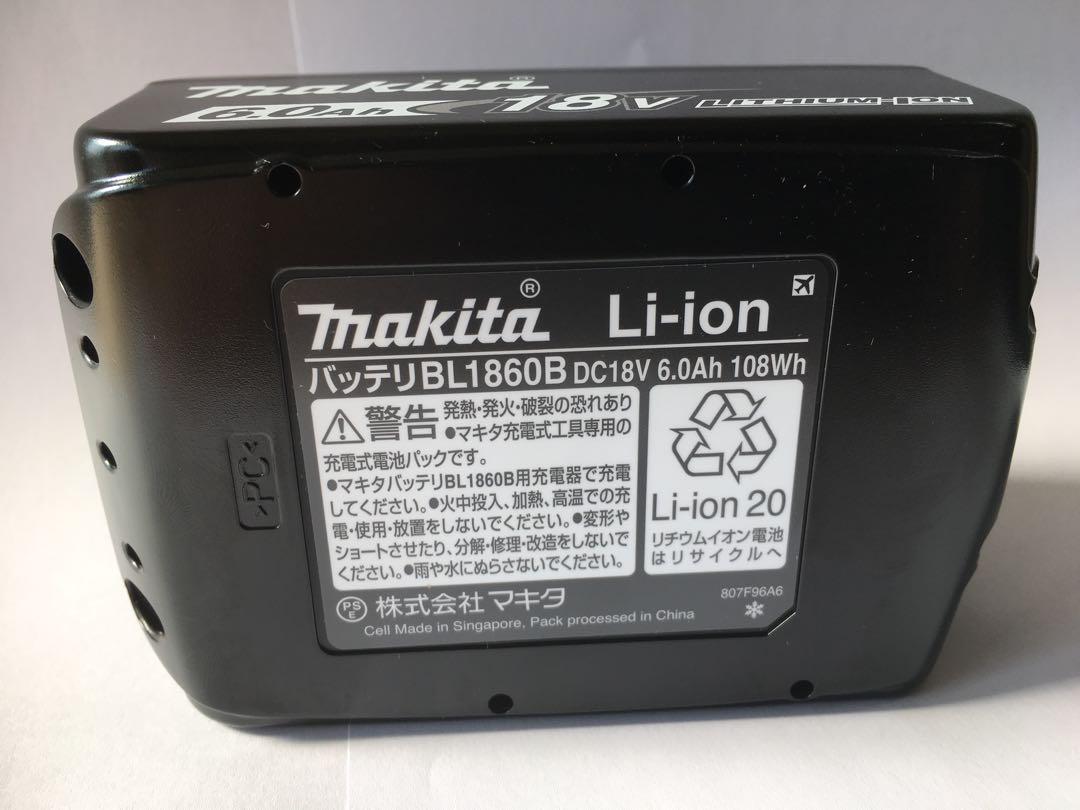 makita®
6.0Ah 18V LITHIUM-ION
makita® Li-ion
バッテリBL1860B DC18V 6.0Ah 108Wh
警告 発熱・発火・破裂の恐れあり
●マキタ充電式工具専用の
充電式電池パックです。
●マキタバッテリBL1860B用充電器で充電
してください。●火中投入、加熱、高温での充
電・使用・放置をしないでください。●変形や
ショートさせたり、分解・修理・改造をしないで
ください。●雨や水にぬらさないでください。
Li-ion 20
リチウムイオン電池
はリサイクルへ
>PC<
807F96A6
PSE 株式会社 マキタ
Cell Made in Singapore, Pack processed in China